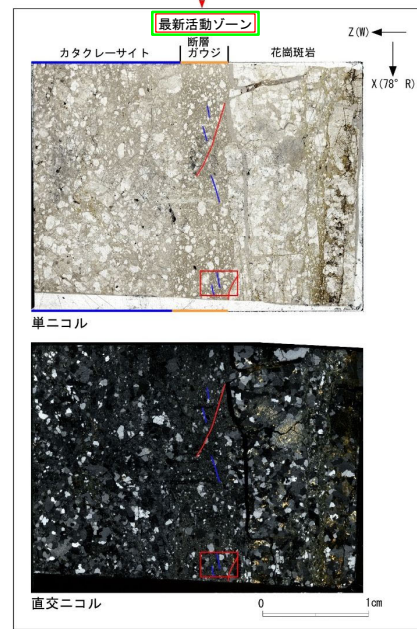 最新活動ゾーン
Z(W)
断層
カタクレーサイト
ガウジ
花崗斑岩
X(78° R)
単ニコル
直交ニコル
0
1cm